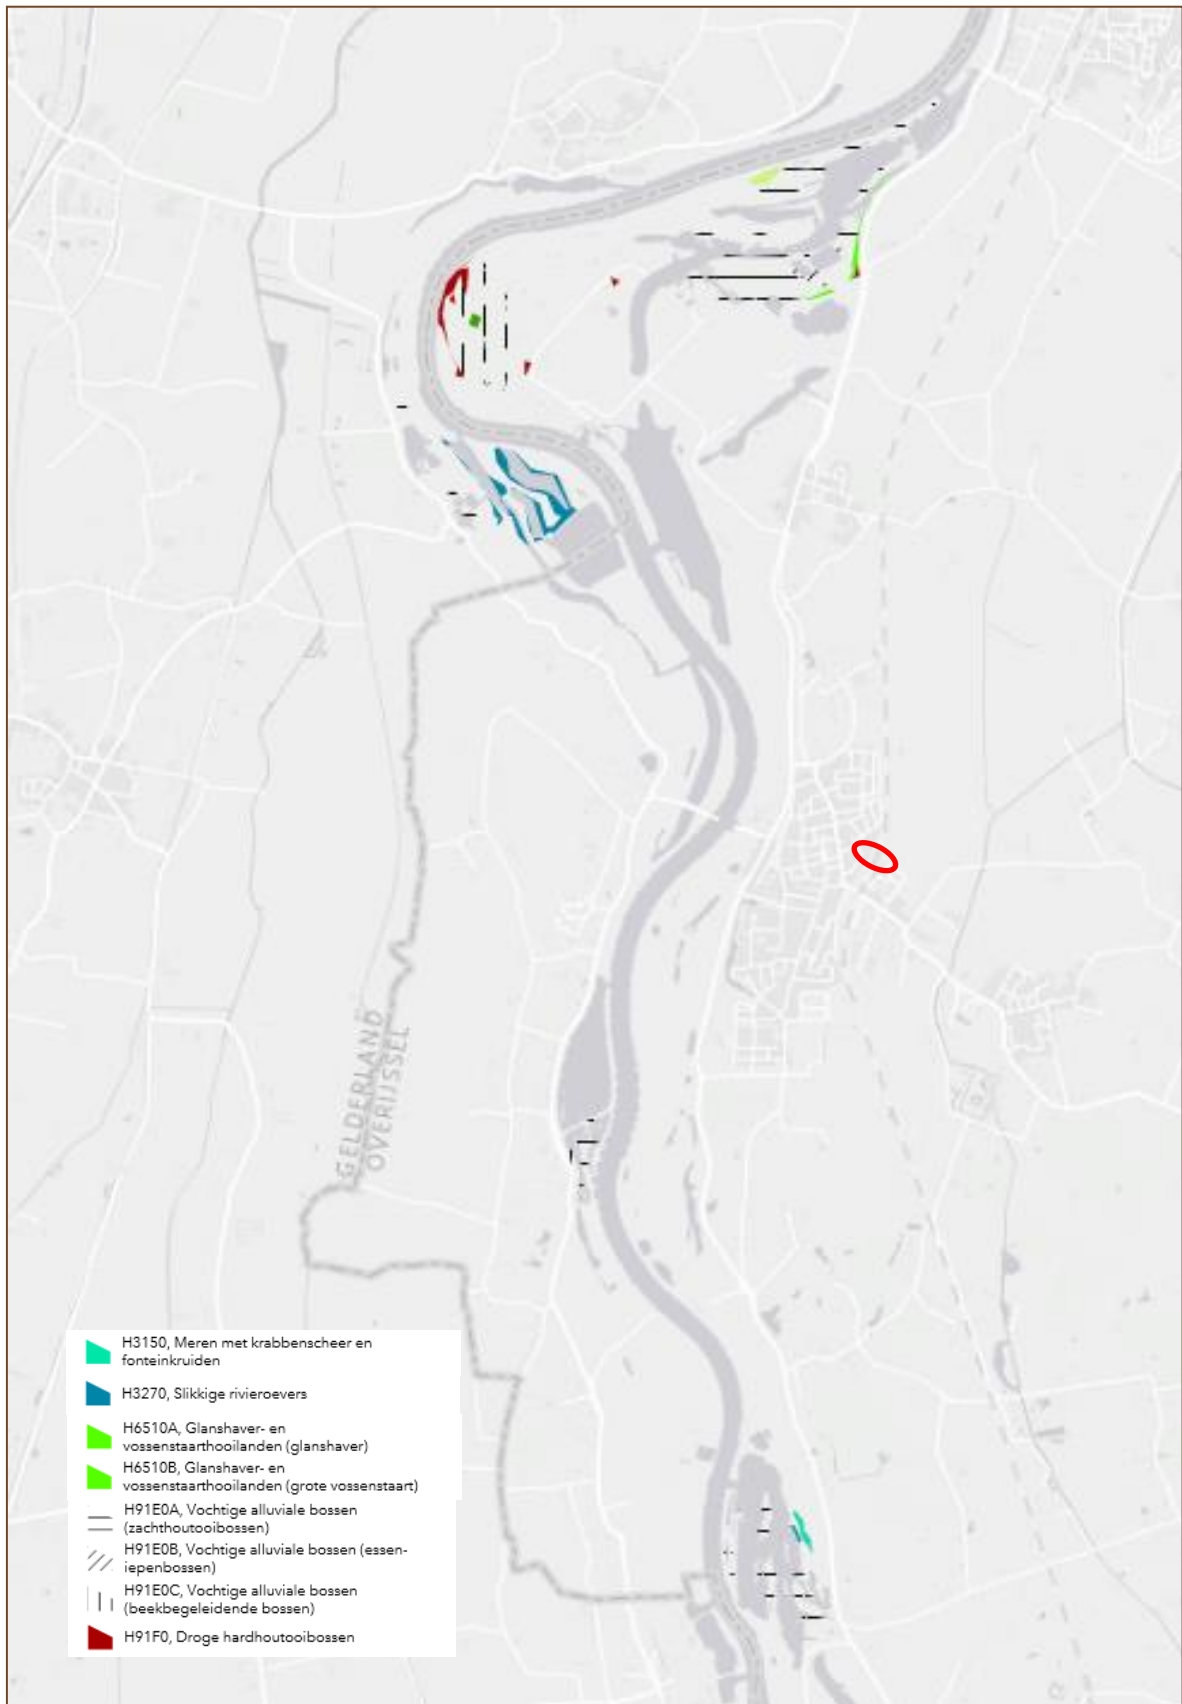 GELDERLAND
OVERIJSSEL
H3150, Meren met krabbenscheer en
fonteinkruiden
H3270, Slikkige rivieroevers
H6510A, Glanshaver- en
vossenstaarthooilanden (glanshaver)
H6510B, Glanshaver- en
vossenstaarthooilanden (grote vossenstaart)
H91E0A, Vochtige alluviale bossen
(zachthoutooibossen)
H91E0B, Vochtige alluviale bossen (essen-
iepenbossen)
H91E0C, Vochtige alluviale bossen
(beekbegeleidende bossen)
H91F0, Droge hardhoutooibossen